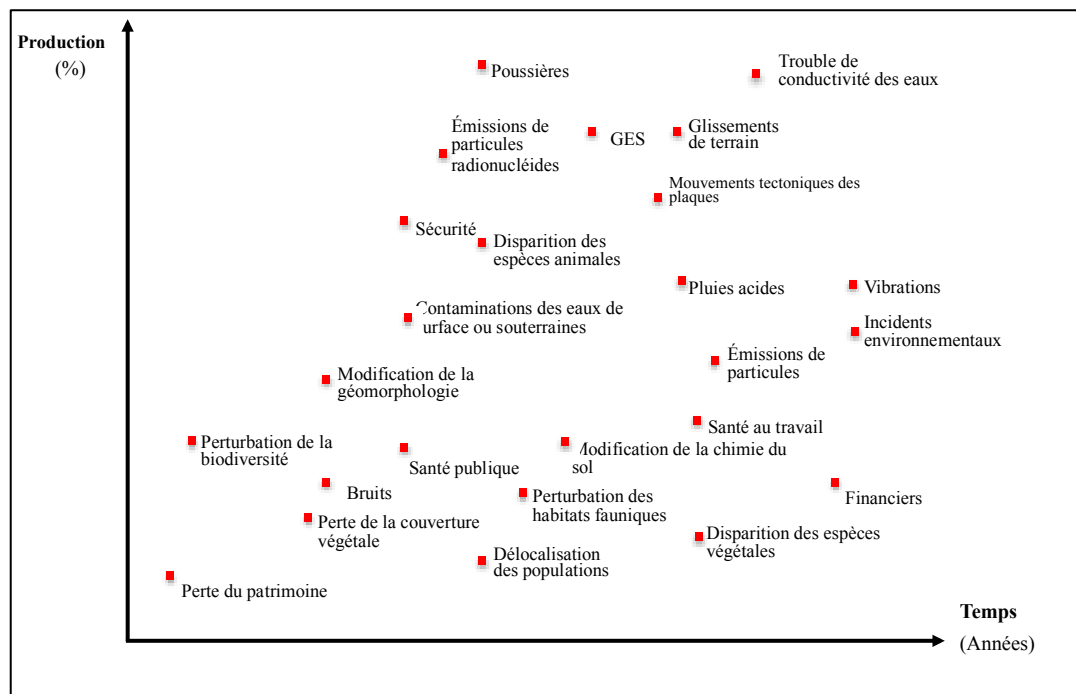 Production
(%)
Poussières
Trouble de
conductivité des eaux
Émissions de
particules
radionucléides
GES
Glissements
de terrain
Mouvements tectoniques des
plaques
Sécurité
Disparition des
espèces animales
Pluies acides
Vibrations
Contaminations des eaux de
surface ou souterraines
Incidents
environnementaux
Émissions de
particules
Modification de la
géomorphologie
Santé au travail
Perturbation de la
biodiversité
Santé publique
Modification de la chimie du
sol
Bruits
Perturbation des
habitats fauniques
Financiers
Perte de la couverture
végétale
Disparition des espèces
végétales
Délocalisation
des populations
Perte du patrimoine
Temps
(Années)